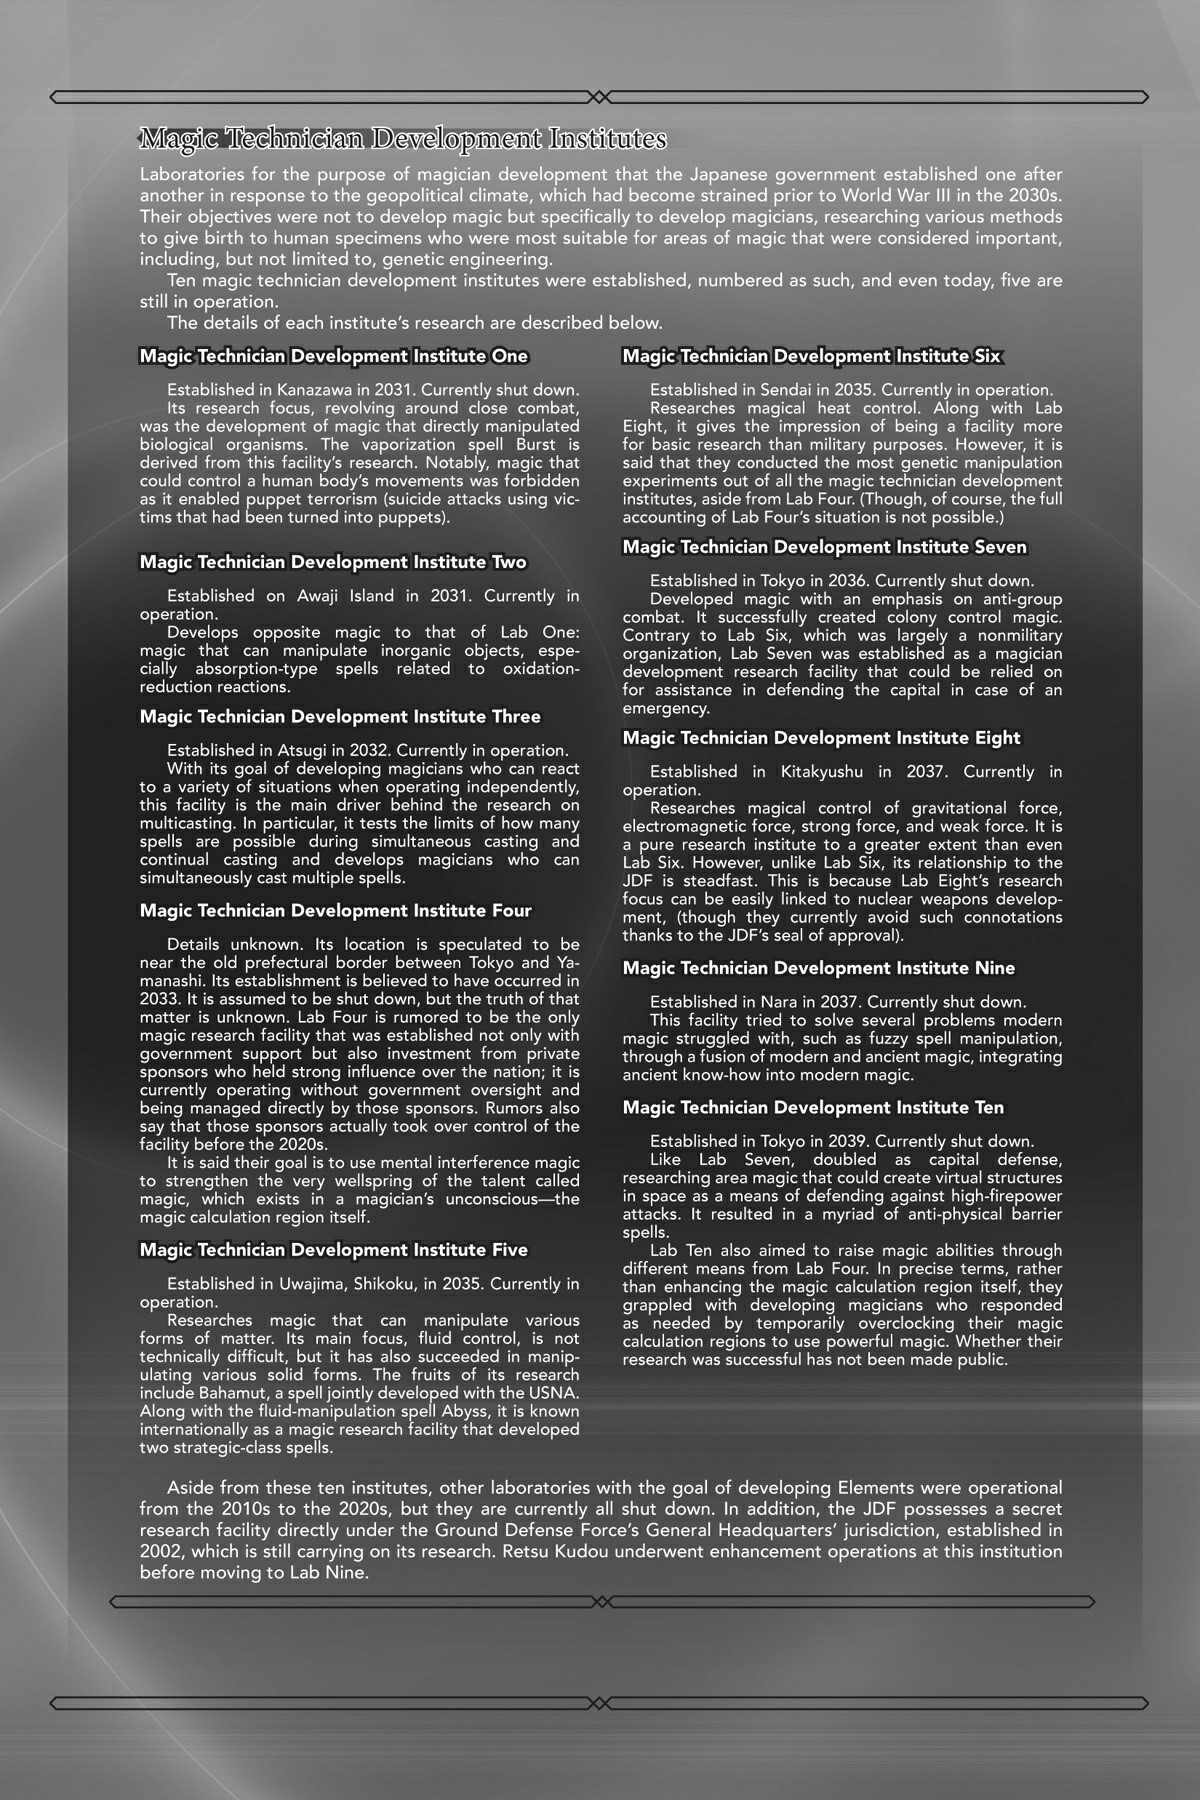 Magic Technician Development Institutes
Laboratories for the purpose of magician development that the Japanese government established one after
another in response to the geopolitical climate, which had become strained prior to World War III in the 2030s.
Their objectives were not to develop magic but specifically to develop magicians, researching various methods
to give birth to human specimens who were most suitable for areas of magic that were considered important,
including, but not limited to, genetic engineering.
Ten magic technician development institutes were established, numbered as such, and even today, five are
still in operation.
The details of each institute's research are described below.
Magic Technician Development Institute One
Established in Kanazawa in 2031. Currently shut down.
Its research focus, revolving around close combat,
was the development of magic that directly manipulated
biological organisms. The vaporization spell Burst is
derived from this facility's research. Notably, magic that
could control a human body's movements was forbidden
as it enabled puppet terrorism (suicide attacks using vic-
tims that had been turned into puppets).
Magic Technician Development Institute Two
Established on Awaji Island in 2031. Currently in
operation.
Develops opposite magic to that of Lab One:
magic that can manipulate inorganic objects, espe-
cially absorption-type spells related to oxidation-
reduction reactions.
Magic Technician Development Institute Three
Established in Atsugi in 2032. Currently in operation.
With its goal of developing magicians who can react
to a variety of situations when operating independently,
this facility is the main driver behind the research on
multicasting. In particular, it tests the limits of how many
spells are possible during simultaneous casting and
continual casting and develops magicians who can
simultaneously cast multiple spells.
Magic Technician Development Institute Four
Details unknown. Its location is speculated to be
near the old prefectural border between Tokyo and Ya-
manashi. Its establishment is believed to have occurred in
2033. It is assumed to be shut down, but the truth of that
matter is unknown. Lab Four is rumored to be the only
magic research facility that was established not only with
government support but also investment from private
sponsors who held strong influence over the nation; it is
currently operating without government oversight and
being managed directly by those sponsors. Rumors also
say that those sponsors actually took over control of the
facility before the 2020s.
It is said their goal is to use mental interference magic
to strengthen the very wellspring of the talent called
magic, which exists in a magician's unconscious—the
magic calculation region itself.
Magic Technician Development Institute Five
Established in Uwajima, Shikoku, in 2035. Currently in
operation.
Researches magic that can manipulate various
forms of matter. Its main focus, fluid control, is not
technically difficult, but it has also succeeded in manip-
ulating various solid forms. The fruits of its research
include Bahamut, a spell jointly developed with the USNA.
Along with the fluid-manipulation spell Abyss, it is known
internationally as a magic research facility that developed
two strategic-class spells.
Magic Technician Development Institute Six
Established in Sendai in 2035. Currently in operation.
Researches magical heat control. Along with Lab
Eight, it gives the impression of being a facility more
for basic research than military purposes. However, it is
said that they conducted the most genetic manipulation
experiments out of all the magic technician development
institutes, aside from Lab Four. (Though, of course, the full
accounting of Lab Four's situation is not possible.)
Magic Technician Development Institute Seven
Established in Tokyo in 2036. Currently shut down.
Developed magic with an emphasis on anti-group
combat. It successfully created colony control magic.
Contrary to Lab Six, which was largely a nonmilitary
organization, Lab Seven was established as a magician
development research facility that could be relied on
for assistance in defending the capital in case of an
emergency.
Magic Technician Development Institute Eight
Established in Kitakyushu in 2037. Currently in
operation.
Researches magical control of gravitational force,
electromagnetic force, strong force, and weak force. It is
a pure research institute to a greater extent than even
Lab Six. However, unlike Lab Six, its relationship to the
JDF is steadfast. This is because Lab Eight's research
focus can be easily linked to nuclear weapons develop-
ment, (though they currently avoid such connotations
thanks to the JDF's seal of approval).
Magic Technician Development Institute Nine
Established in Nara in 2037. Currently shut down.
This facility tried to solve several problems modern
magic struggled with, such as fuzzy spell manipulation,
through a fusion of modern and ancient magic, integrating
ancient know-how into modern magic.
Magic Technician Development Institute Ten
Established in Tokyo in 2039. Currently shut down.
Like Lab Seven, doubled as capital defense,
researching area magic that could create virtual structures
in space as a means of defending against high-firepower
attacks. It resulted in a myriad of anti-physical barrier
spells.
Lab Ten also aimed to raise magic abilities through
different means from Lab Four. In precise terms, rather
than enhancing the magic calculation region itself, they
grappled with developing magicians who responded
as needed by temporarily overclocking their magic
calculation regions to use powerful magic. Whether their
research was successful has not been made public.
Aside from these ten institutes, other laboratories with the goal of developing Elements were operational
from the 2010s to the 2020s, but they are currently all shut down. In addition, the JDF possesses a secret
research facility directly under the Ground Defense Force's General Headquarters' jurisdiction, established in
2002, which is still carrying on its research. Retsu Kudou underwent enhancement operations at this institution
before moving to Lab Nine.